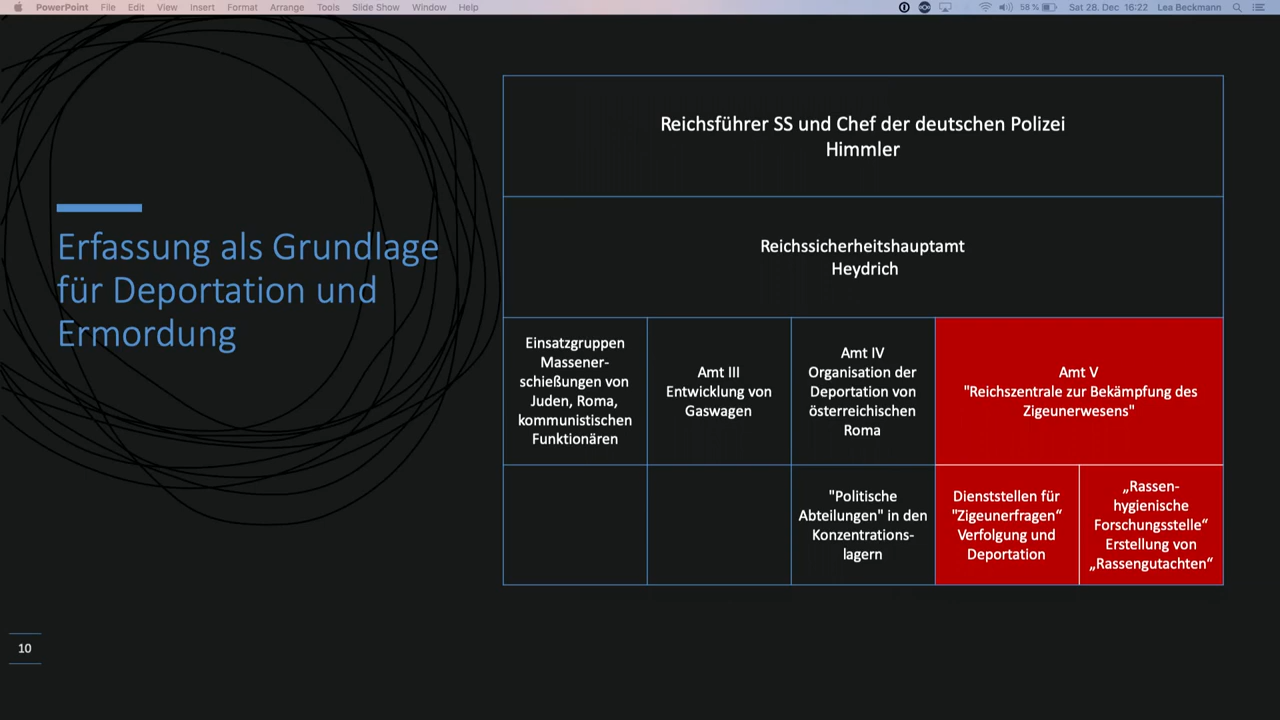 PowerPoint File Edit View Insert Format Arrange Tools Slide Show Window Help
58 % Sat 28. Dec 16:22 Lea Beckmann
Erfassung als Grundlage
für Deportation und
Ermordung
10
Reichsführer SS und Chef der deutschen Polizei
Himmler
Reichssicherheitshauptamt
Heydrich
Einsatzgruppen
Massener-
schießungen von
Juden, Roma,
kommunistischen
Funktionären
Amt III
Entwicklung von
Gaswagen
Amt IV
Organisation der
Deportation von
österreichischen
Roma
Amt V
"Reichszentrale zur Bekämpfung des
Zigeunerwesens"
"Politische
Abteilungen" in den
Konzentrations-
lagern
Dienststellen für
"Zigeunerfragen“
Verfolgung und
Deportation
„Rassen-
hygienische
Forschungsstelle“
Erstellung von
„Rassengutachten“